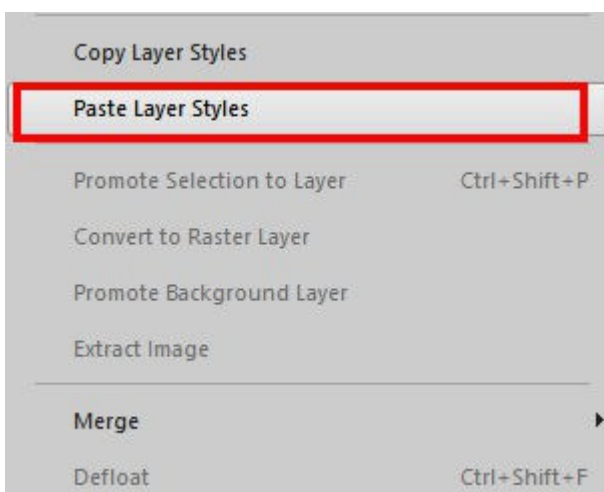 Copy Layer Styles
Paste Layer Styles
Promote Selection to Layer Ctrl+Shift+P
Convert to Raster Layer
Promote Background Layer
Extract Image
Merge
Defloat Ctrl+Shift+F